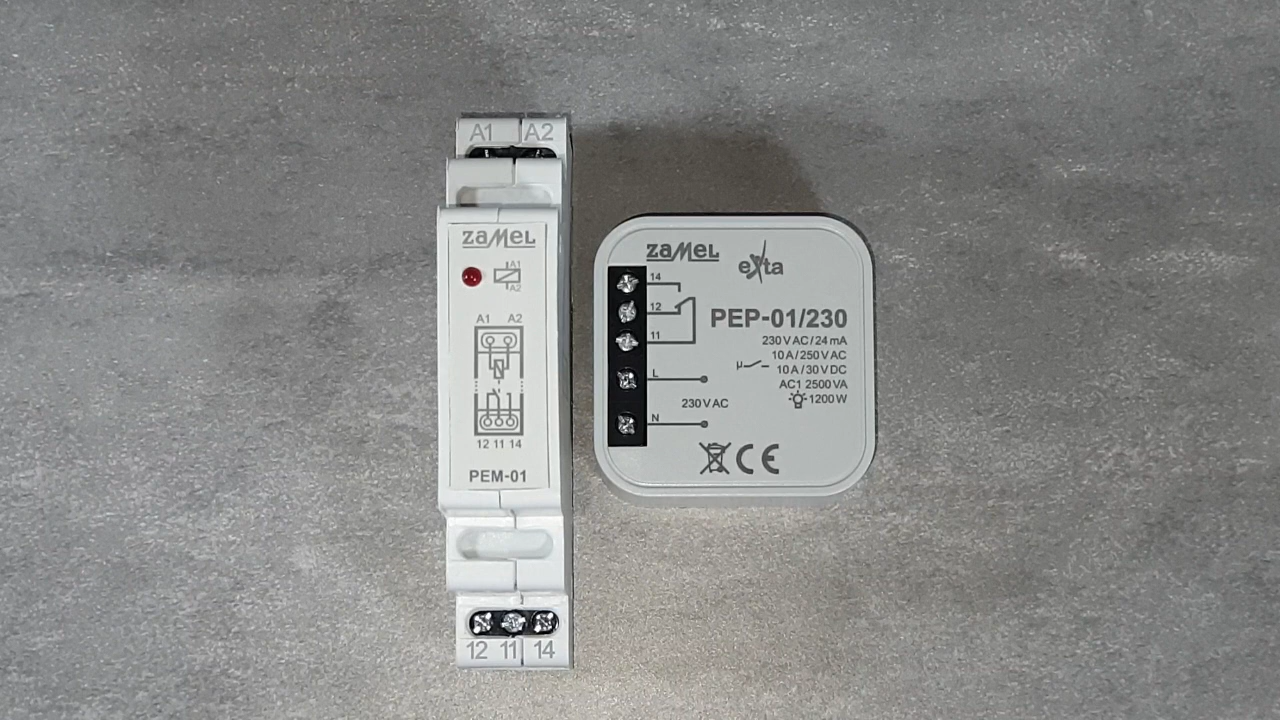 A1 A2
ZAMEL
A1
A2
A1 A2
12 11 14
PEM-01
12 11 14
ZAMEL
exta
14
12
11
L
N
230 V AC
PEP-01/230
230 V AC / 24 mA
10 A / 250 V AC
10 A / 30 V DC
AC1 2500 VA
1200 W
µ
CE